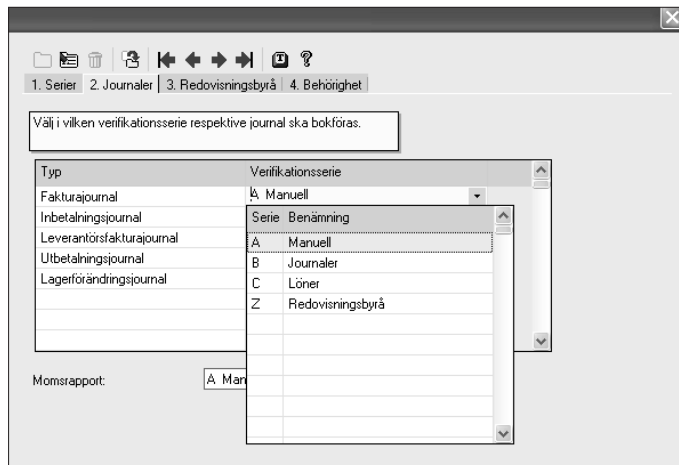 1. Serier 2. Journaler 3. Redovisningsbyrå 4. Behörighet
Välj i vilken verifikationsserie respektive journal ska bokföras.
Typ Verifikationsserie
Fakturajournal A Manuell
Inbetalningsjournal
Leverantörsfakturajournal
Utbetalningsjournal
Lagerförändringsjournal
Serie Benämning
A Manuell
B Journaler
C Löner
Z Redovisningsbyrå
Momsrapport: A Man